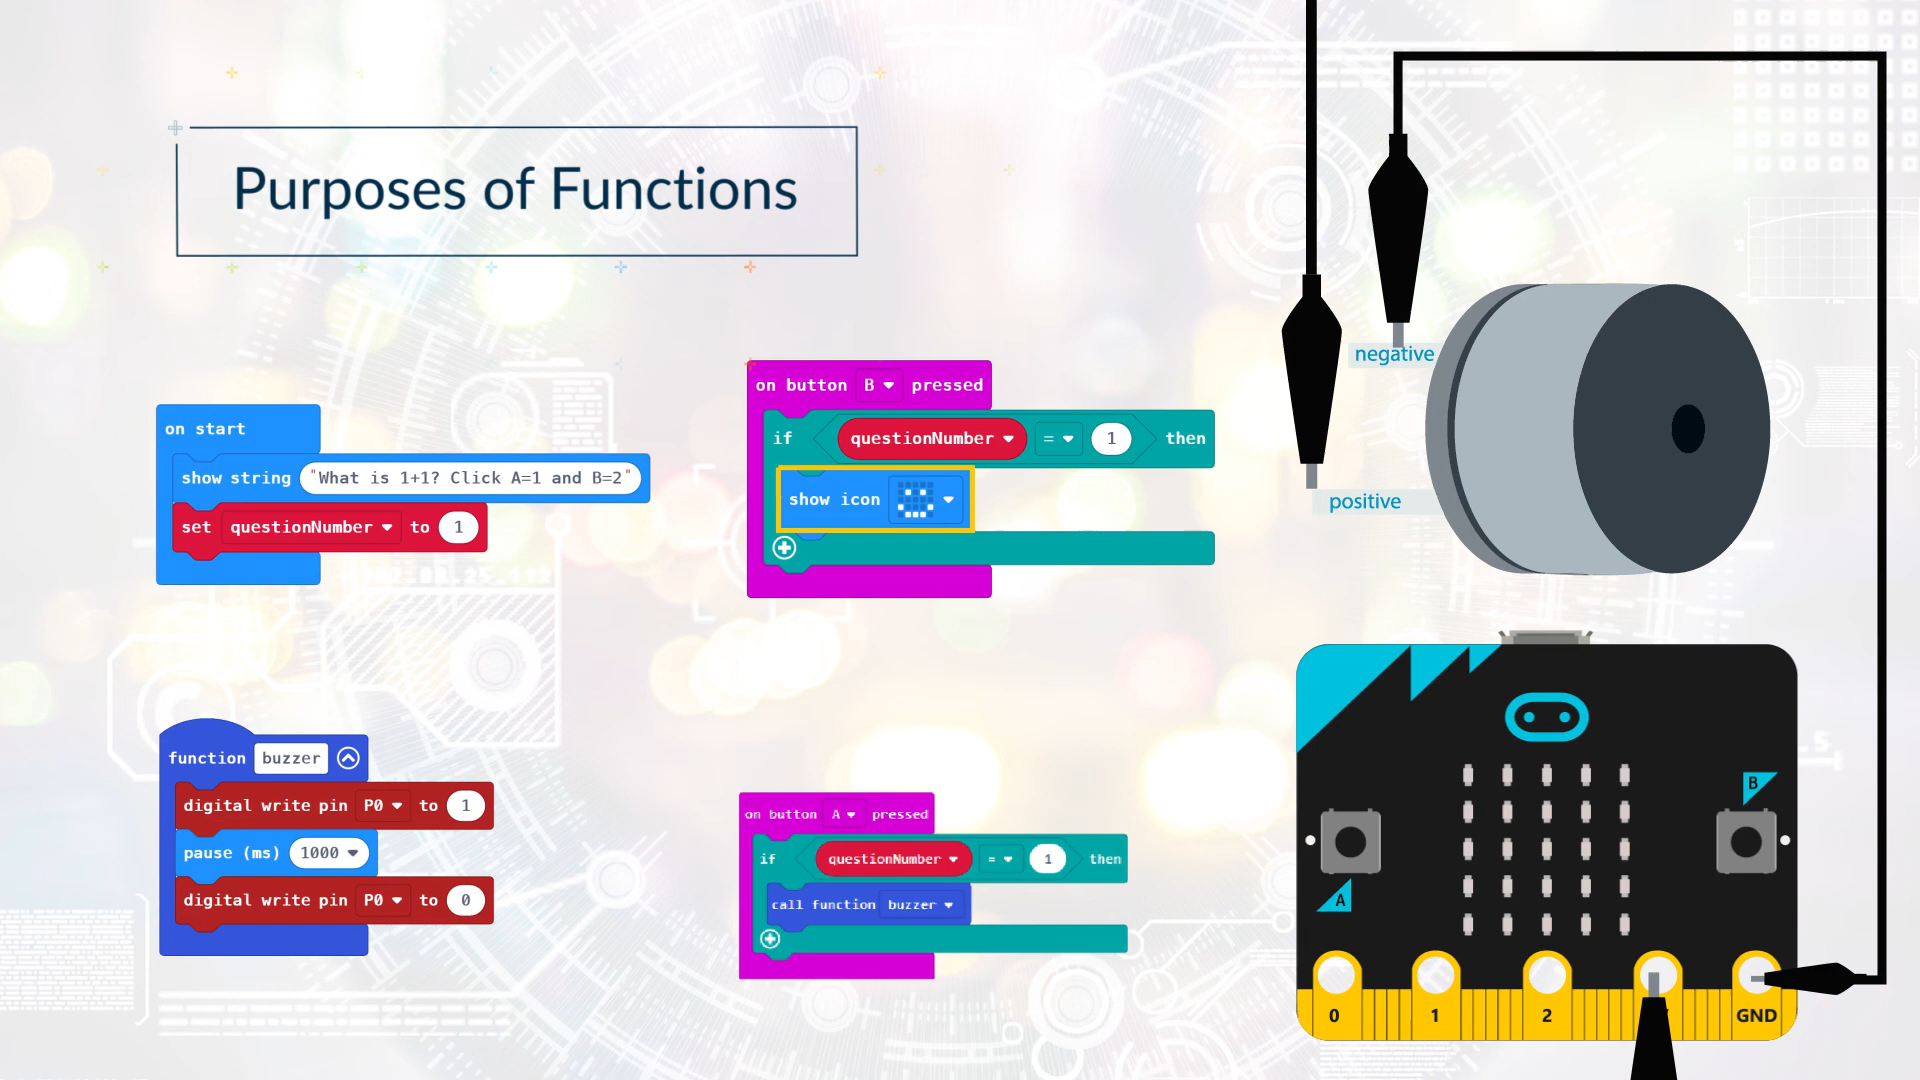 Purposes of Functions
on start
show string "What is 1+1? Click A=1 and B=2"
set questionNumber to 1
on button B pressed
if questionNumber = 1 then
show icon
function buzzer
digital write pin P0 to 1
pause (ms) 1000
digital write pin P0 to 0
on button A pressed
if questionNumber = 1 then
call function buzzer
negative
positive
B
A
0 1 2 GND